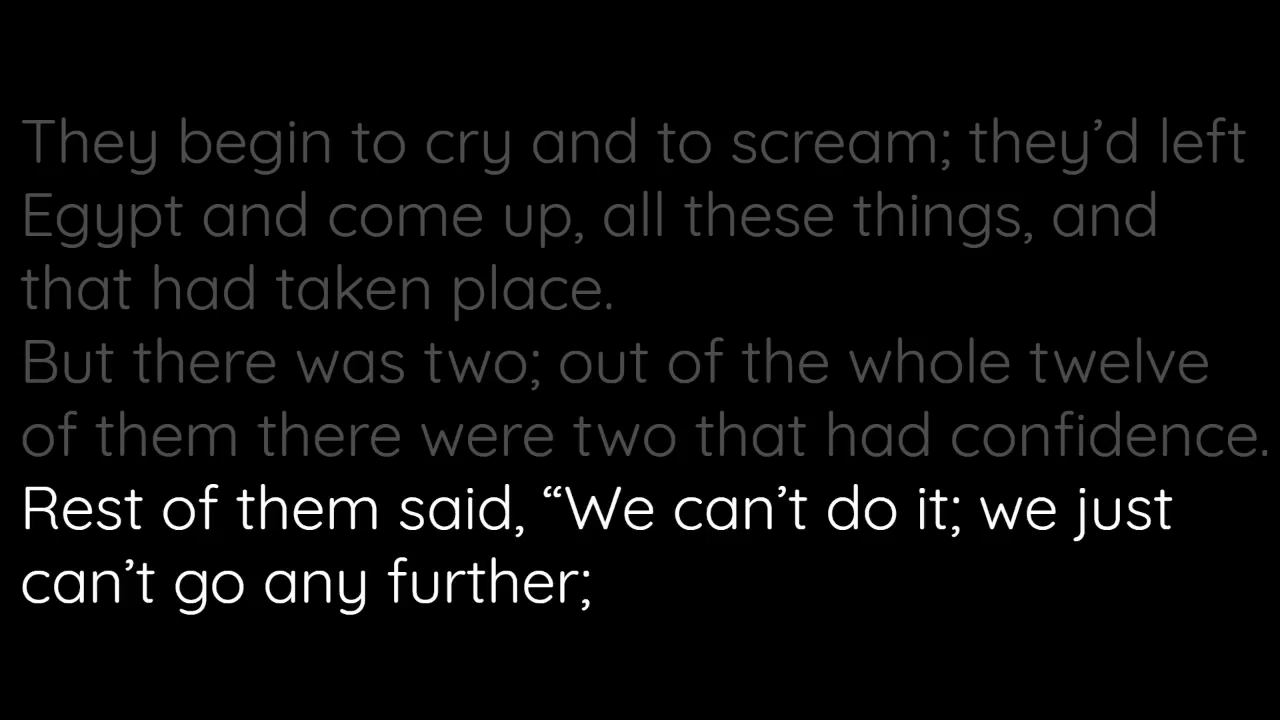 They begin to cry and to scream; they’d left
Egypt and come up, all these things, and
that had taken place.
But there was two; out of the whole twelve
of them there were two that had confidence.
Rest of them said, “We can’t do it; we just
can’t go any further;